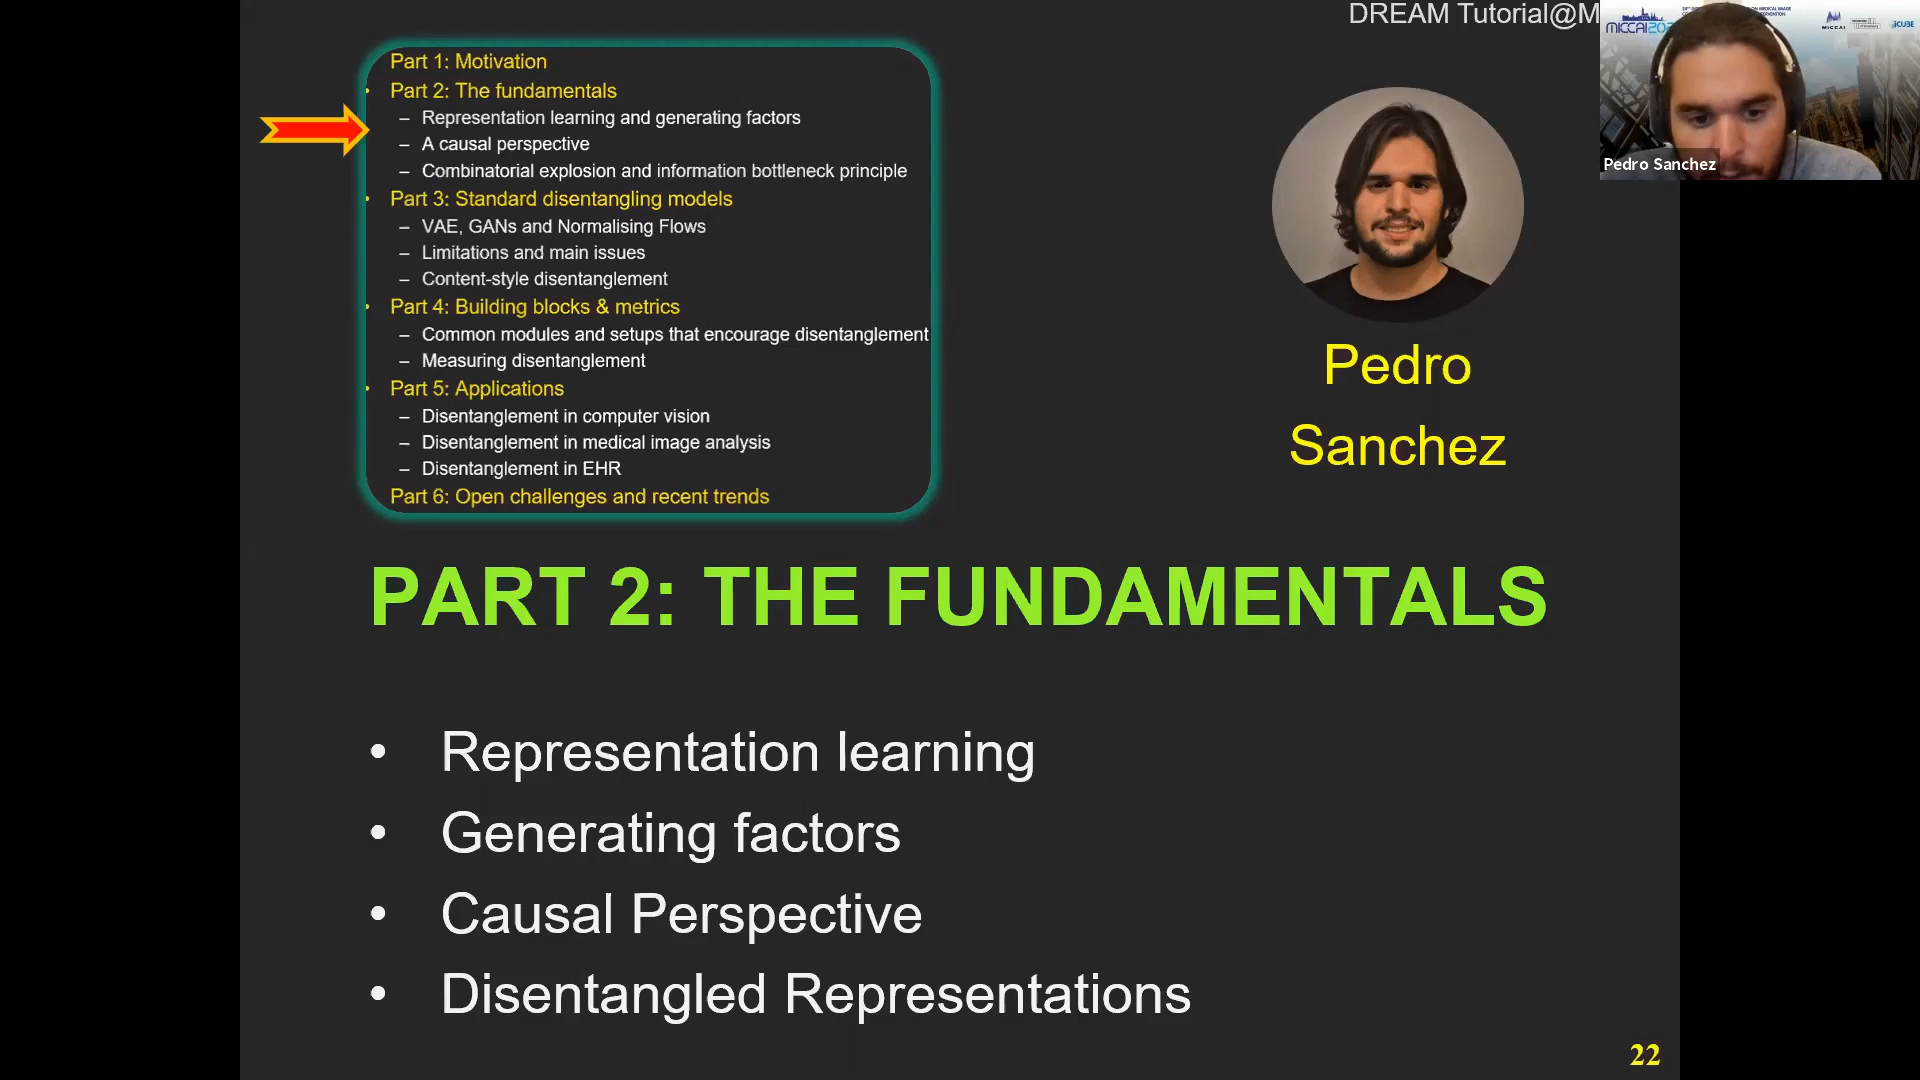 DREAM Tutorial@M
Part 1: Motivation
• Part 2: The fundamentals
– Representation learning and generating factors
– A causal perspective
– Combinatorial explosion and information bottleneck principle
• Part 3: Standard disentangling models
– VAE, GANs and Normalising Flows
– Limitations and main issues
– Content-style disentanglement
• Part 4: Building blocks & metrics
– Common modules and setups that encourage disentanglement
– Measuring disentanglement
• Part 5: Applications
– Disentanglement in computer vision
– Disentanglement in medical image analysis
– Disentanglement in EHR
Part 6: Open challenges and recent trends
MICCAI
MICCAI
ICUBE
Pedro Sanchez
Pedro
Sanchez
PART 2: THE FUNDAMENTALS
• Representation learning
• Generating factors
• Causal Perspective
• Disentangled Representations
22